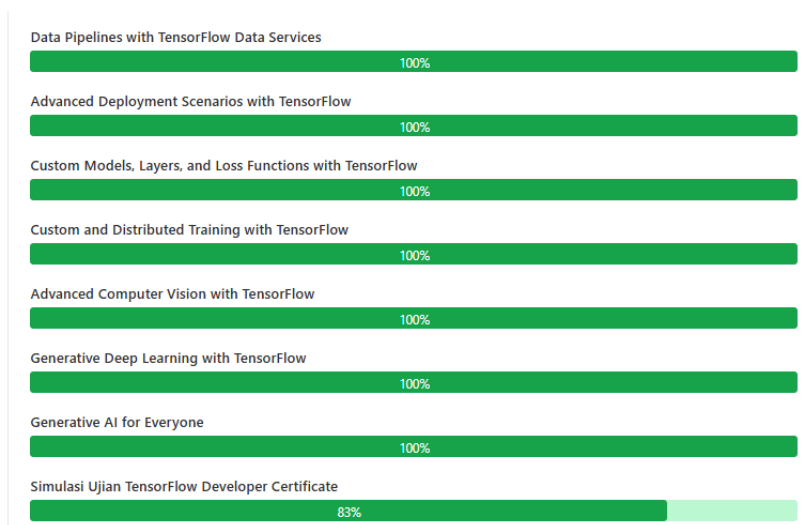 Data Pipelines with TensorFlow Data Services
100%
Advanced Deployment Scenarios with TensorFlow
100%
Custom Models, Layers, and Loss Functions with TensorFlow
100%
Custom and Distributed Training with TensorFlow
100%
Advanced Computer Vision with TensorFlow
100%
Generative Deep Learning with TensorFlow
100%
Generative AI for Everyone
100%
Simulasi Ujian TensorFlow Developer Certificate
83%